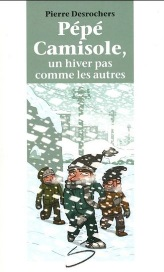 Pierre Desrochers
Pépé
Camisole,
un hiver pas
comme les autres